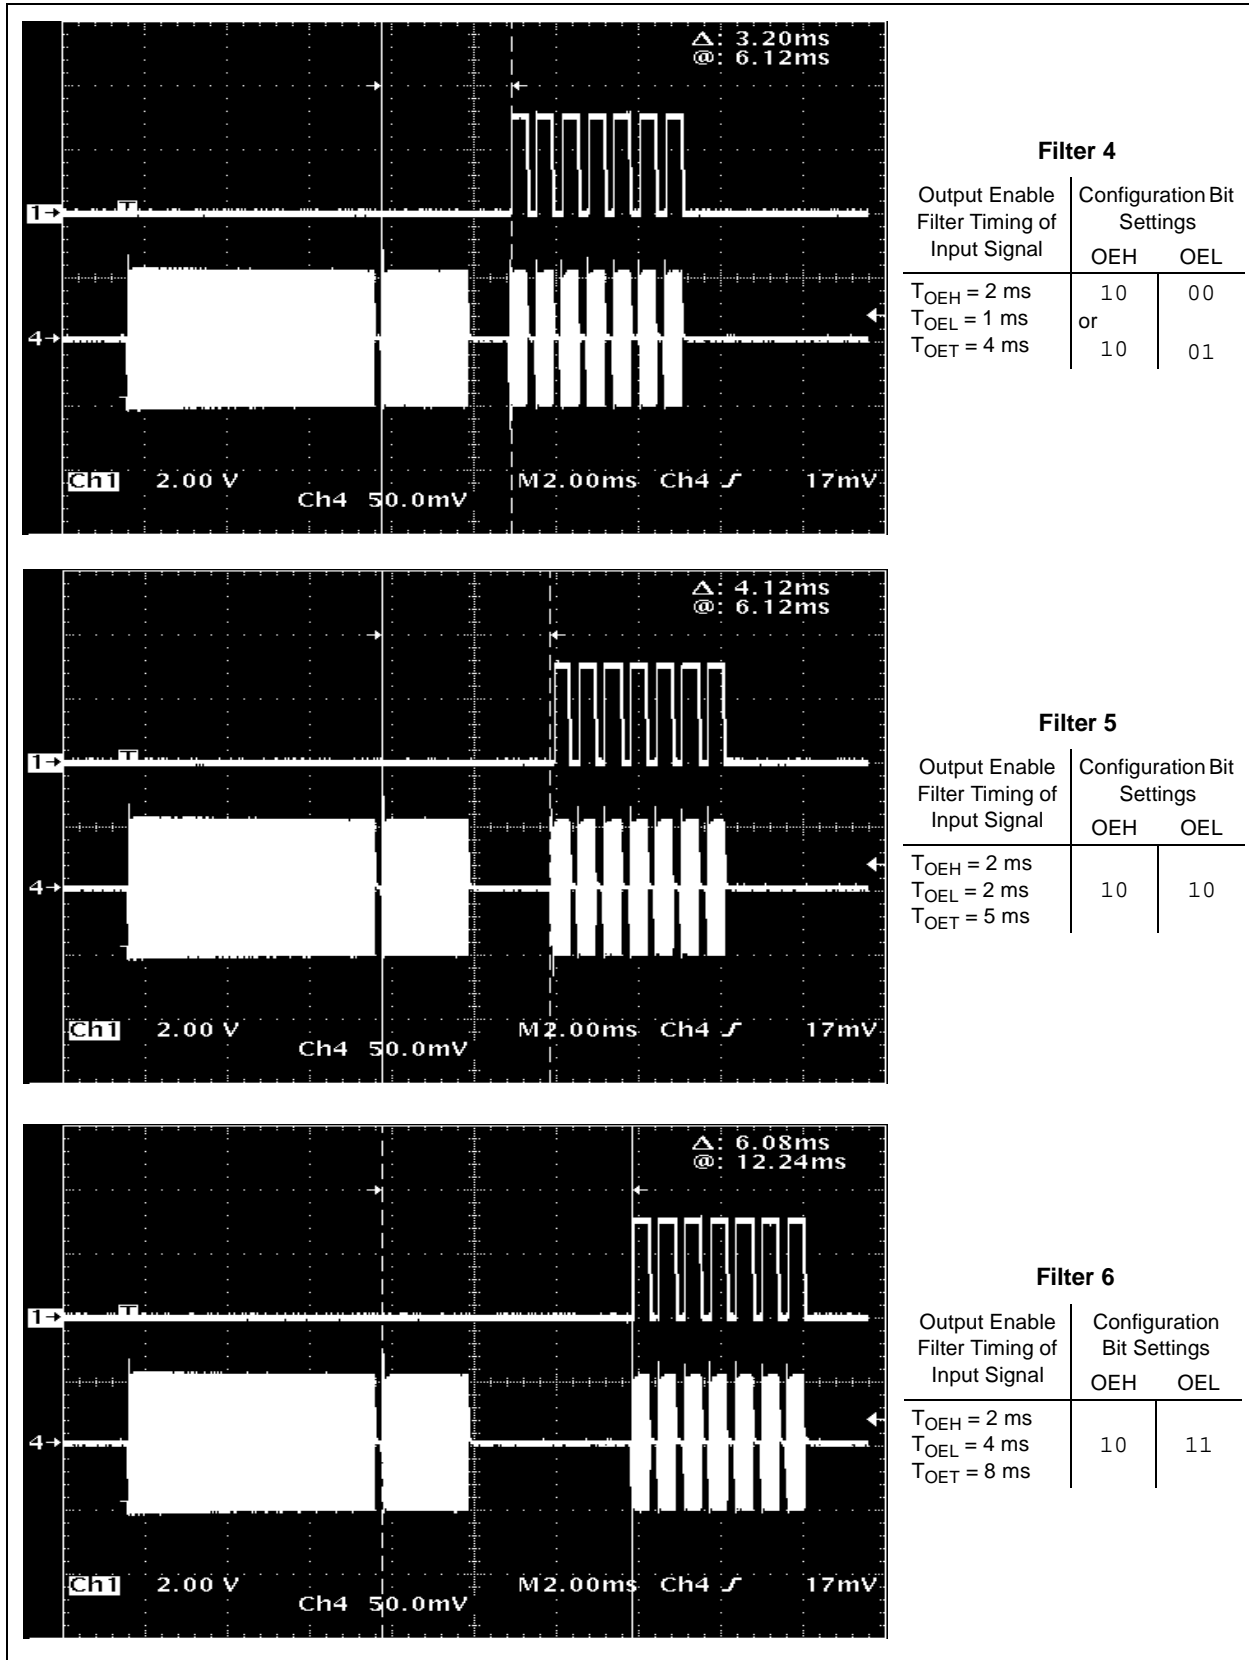 Δ: 3.20ms
@: 6.12ms
T
1→
4→
Ch1 2.00 V M2.00ms Ch4 17mV
Ch4 50.0mV
Filter 4
Output Enable Configuration Bit
Filter Timing of Settings
Input Signal OEH OEL
TOEH = 2 ms 10 00
TOEL = 1 ms or
TOET = 4 ms 10 01
Δ: 4.12ms
@: 6.12ms
T
1→
4→
Ch1 2.00 V M2.00ms Ch4 17mV
Ch4 50.0mV
Filter 5
Output Enable Configuration Bit
Filter Timing of Settings
Input Signal OEH OEL
TOEH = 2 ms
TOEL = 2 ms 10 10
TOET = 5 ms
Δ: 6.08ms
@: 12.24ms
T
1→
4→
Ch1 2.00 V M2.00ms Ch4 17mV
Ch4 50.0mV
Filter 6
Output Enable Configuration
Filter Timing of Bit Settings
Input Signal OEH OEL
TOEH = 2 ms
TOEL = 4 ms 10 11
TOET = 8 ms